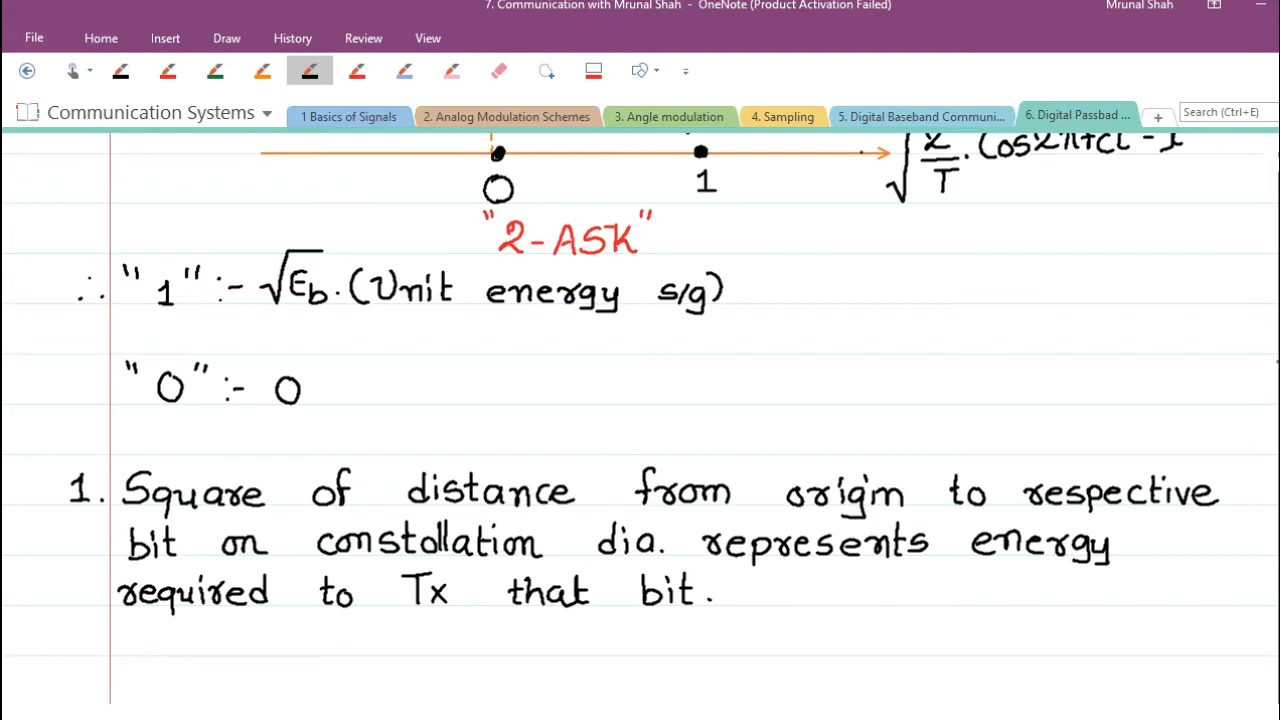 7. Communication with Mrunal Shah - OneNote (Product Activation Failed) Mrunal Shah
File Home Insert Draw History Review View
Communication Systems 1 Basics of Signals 2. Analog Modulation Schemes 3. Angle modulation 4. Sampling 5. Digital Baseband Communi... 6. Digital Passbad ... Search (Ctrl+E)
√2/T . Cos2πfct
0 1
"2-ASK"
∴ "1" :- √Eb . (Unit energy s/g)
"0" :- 0
1. Square of distance from origin to respective
bit on constollation dia. represents energy
required to Tx that bit.